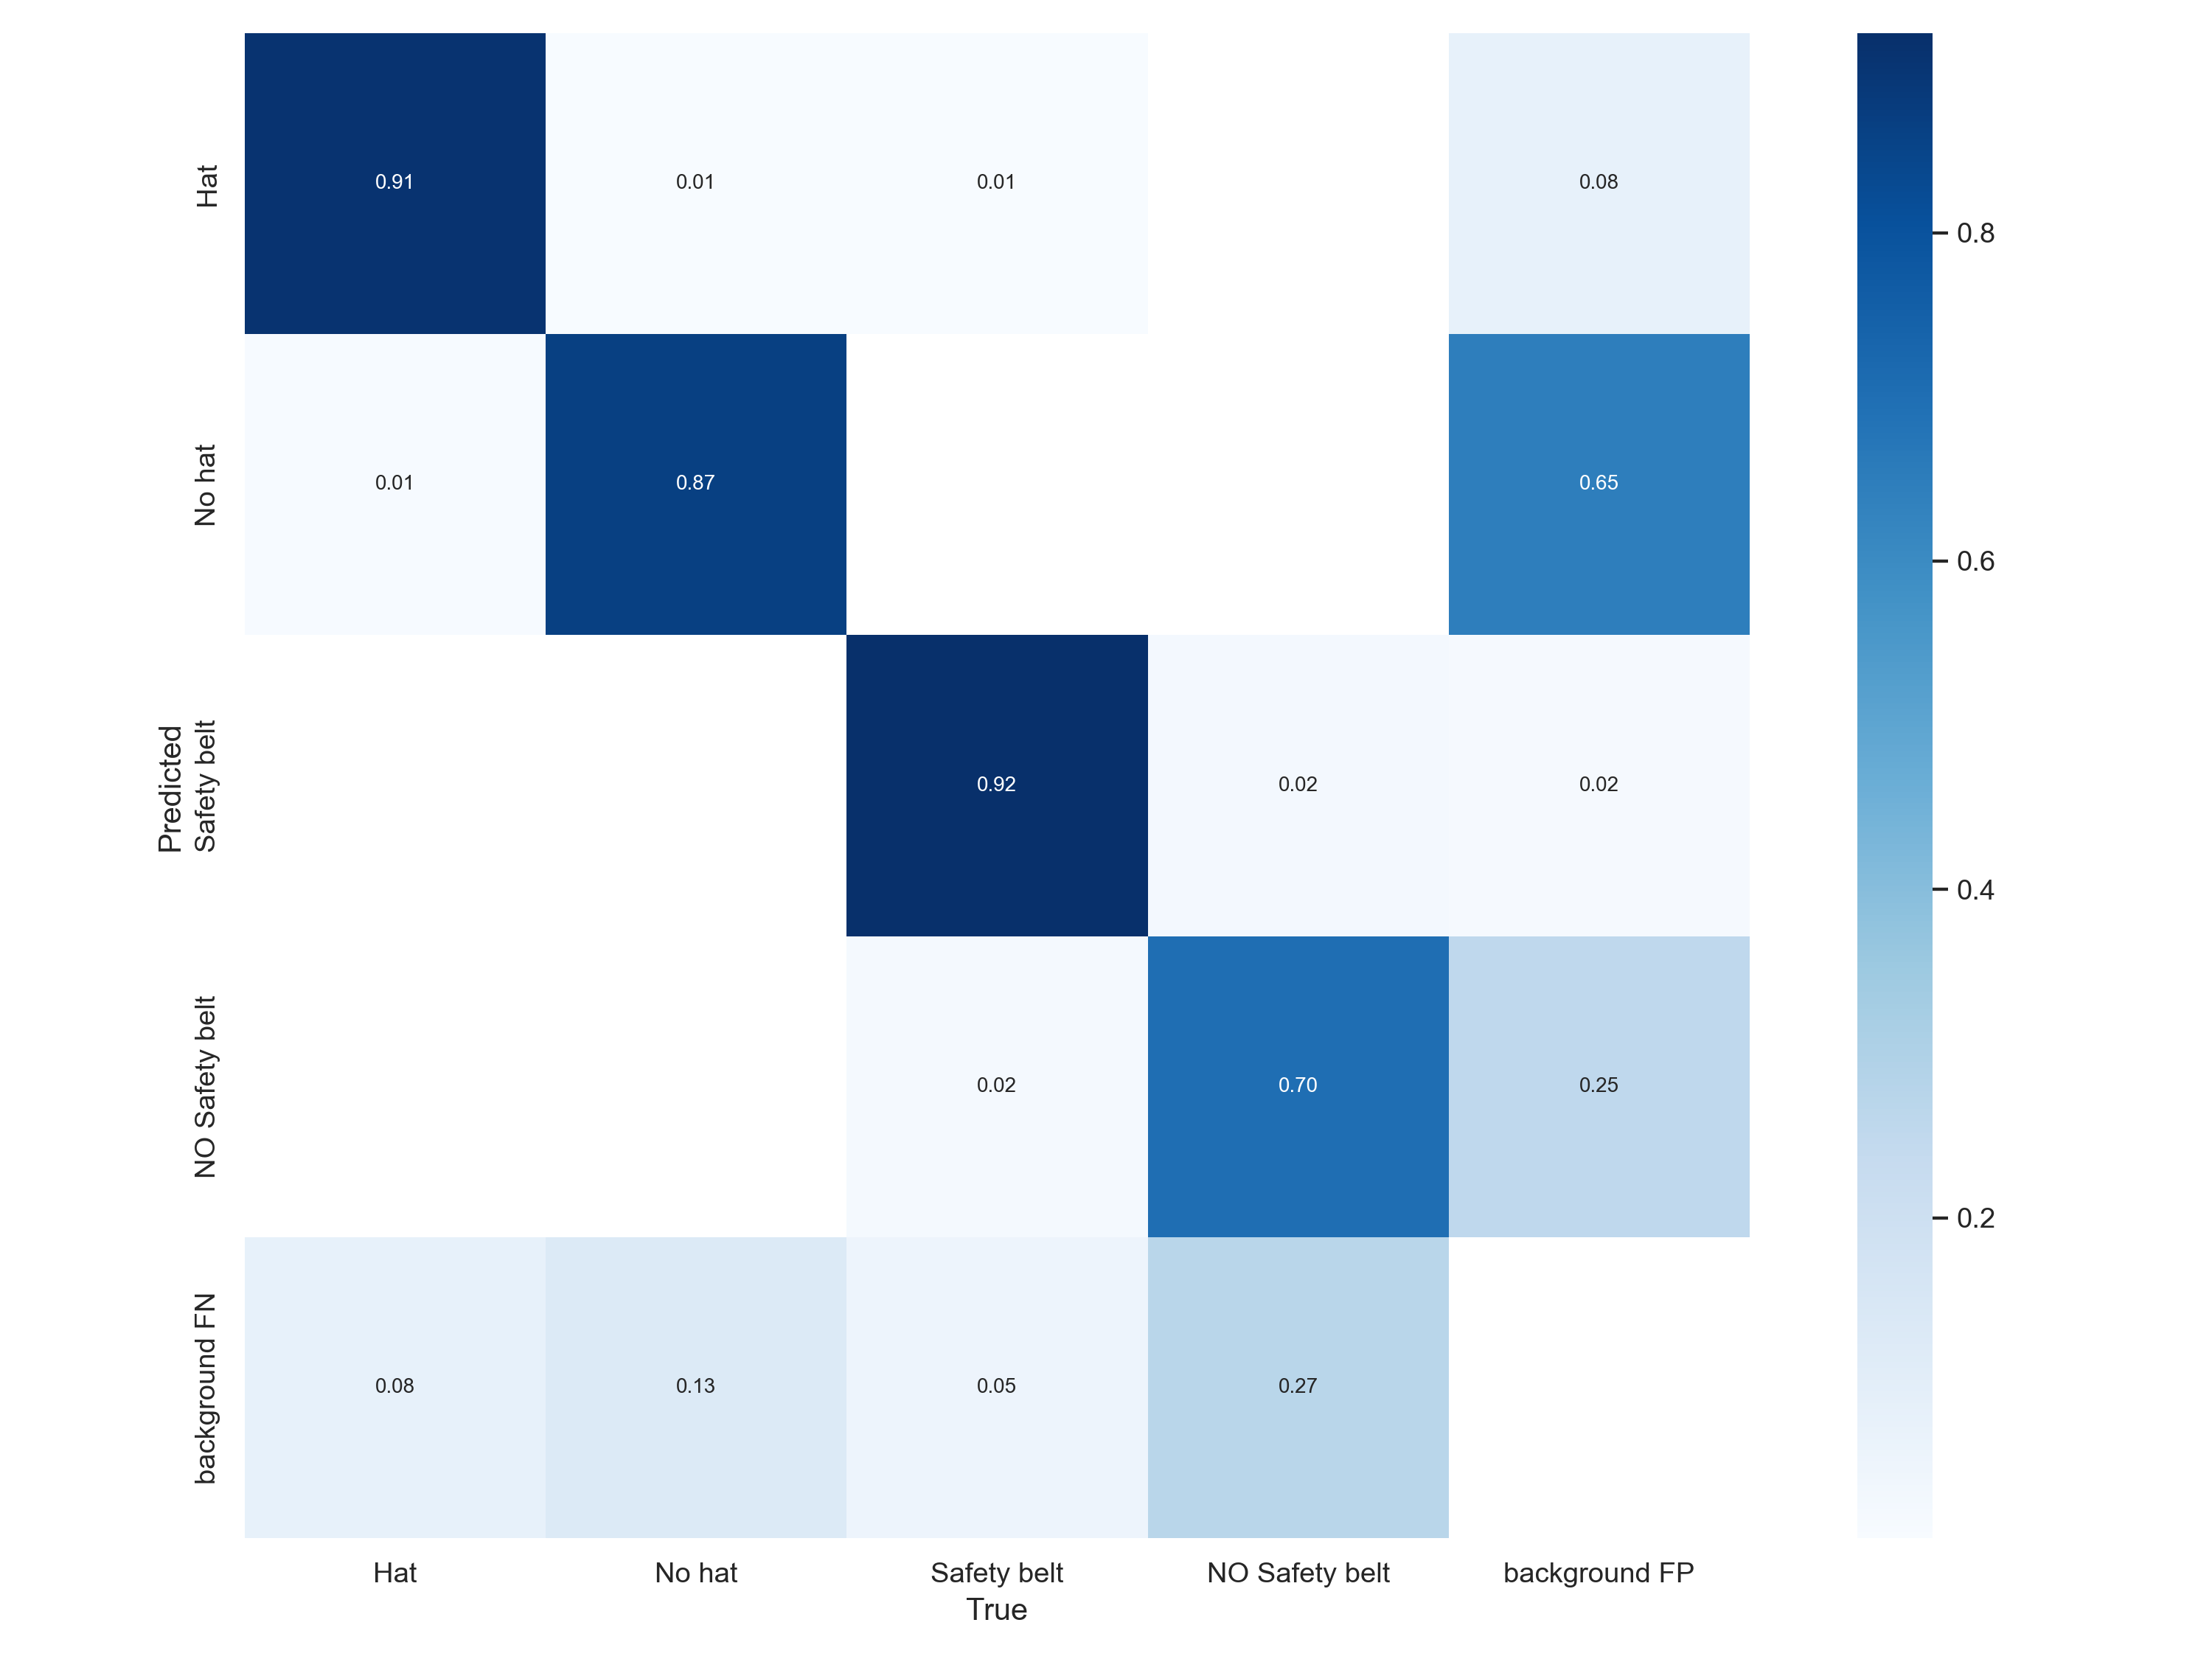 Hat
0.91
0.01
0.01
0.08
0.8
No hat
0.01
0.87
0.65
0.6
Predicted
Safety belt
0.92
0.02
0.02
0.4
NO Safety belt
0.02
0.70
0.25
0.2
background FN
0.08
0.13
0.05
0.27
Hat
No hat
Safety belt
NO Safety belt
background FP
True